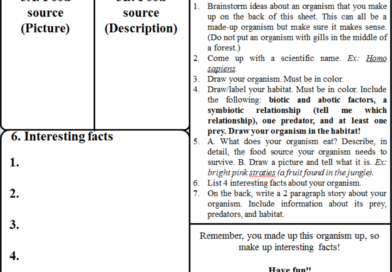 source
(Picture)
source
(Description)
6. Interesting facts
1.
2.
3.
4.
1. Brainstorm ideas about an organism that you make
up on the back of this sheet. This can all be a
made-up organism but make sure it makes sense.
(Do not put an organism with gills in the middle of
a forest.)
2. Come up with a scientific name. Ex: Homo
sapiens.
3. Draw your organism. Must be in color.
4. Draw/label your habitat. Must be in color. Include
the following: biotic and abotic factors, a
symbiotic relationship (tell me which
relationship), one predator, and at least one
prey. Draw your organism in the habitat!
5. A. What does your organism eat? Describe, in
detail, the food source your organism needs to
survive. B. Draw a picture and tell what it is. Ex:
bright pink straties (a fruit found in the jungle).
6. List 4 interesting facts about your organism.
7. On the back, write a 2 paragraph story about your
organism. Include information about its prey,
predators, and habitat.
Remember, you made up this organism up, so
make up interesting facts!
Have fun!!